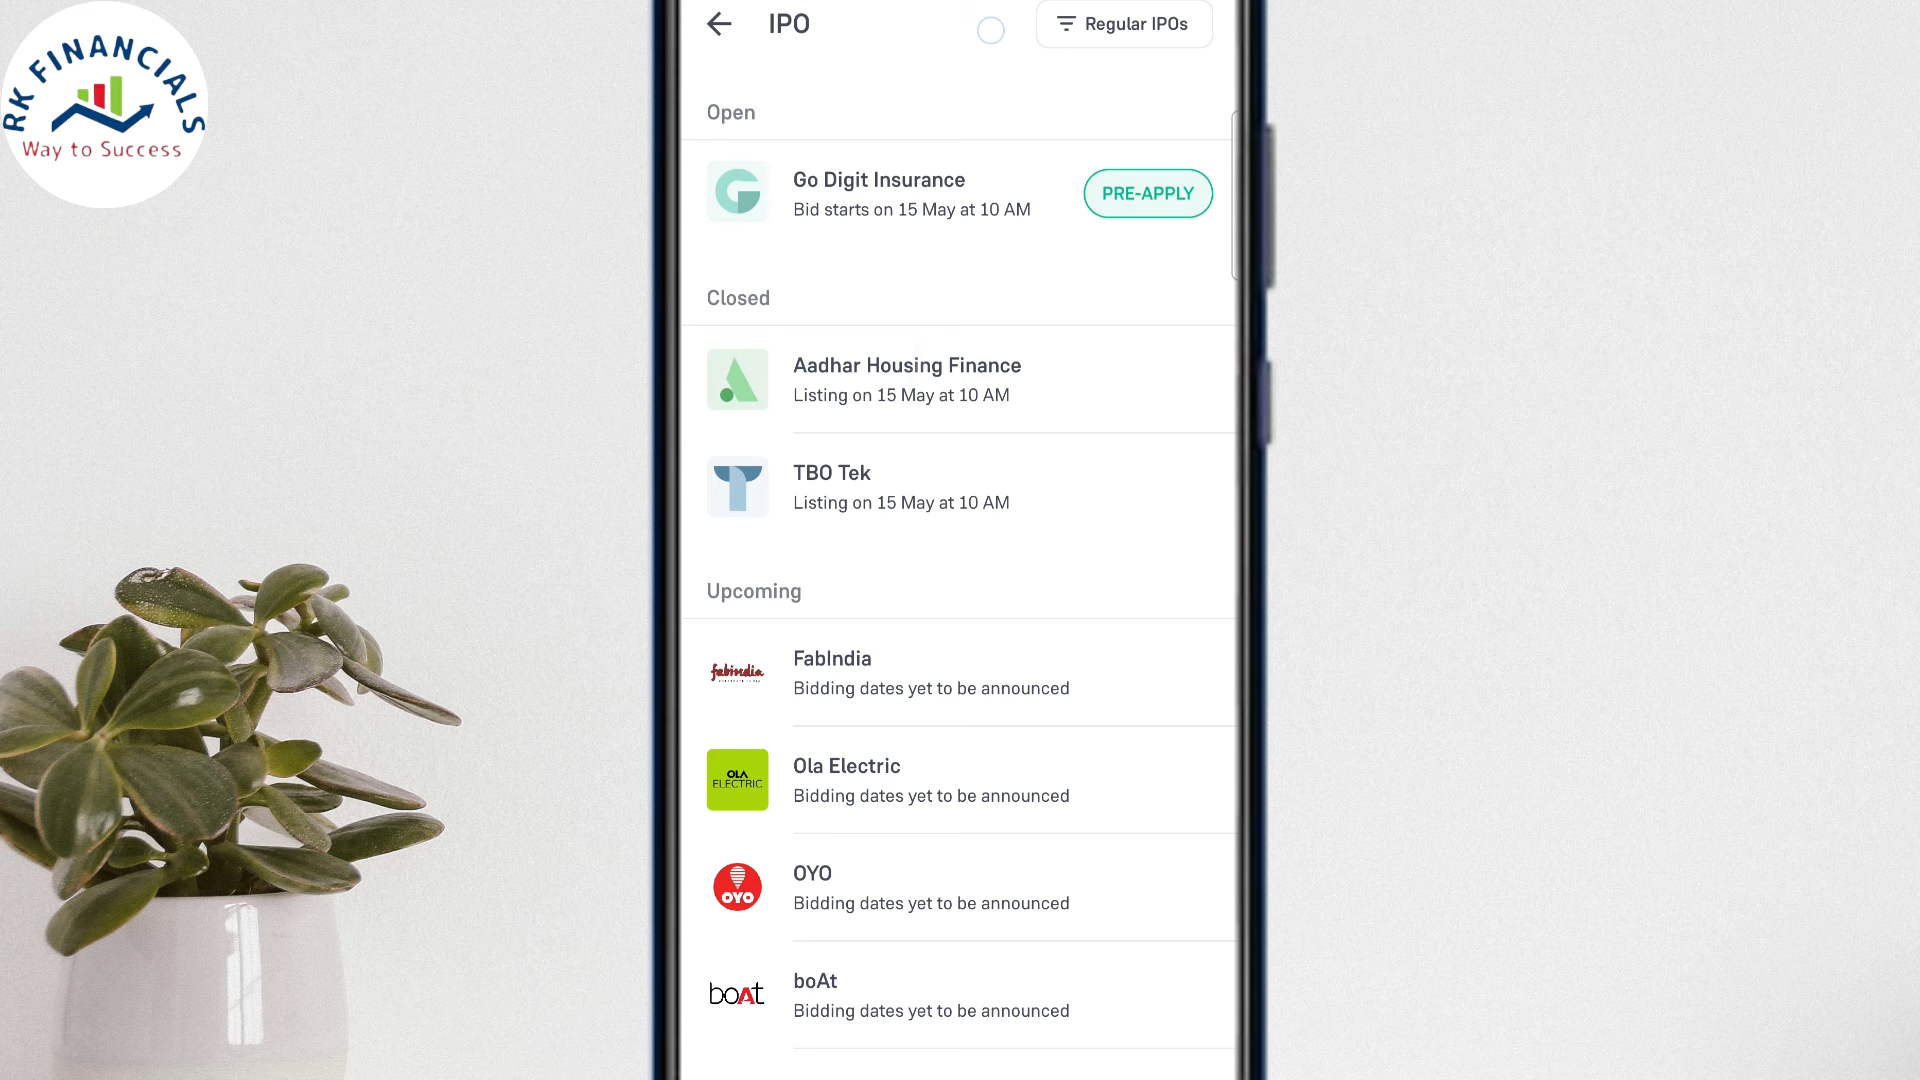 RK FINANCIALS
Way to Success
IPO
Regular IPOs
Open
Go Digit Insurance
Bid starts on 15 May at 10 AM
PRE-APPLY
Closed
Aadhar Housing Finance
Listing on 15 May at 10 AM
TBO Tek
Listing on 15 May at 10 AM
Upcoming
fabindia
FabIndia
Bidding dates yet to be announced
OLA
ELECTRIC
Ola Electric
Bidding dates yet to be announced
OYO
OYO
Bidding dates yet to be announced
boAt
boAt
Bidding dates yet to be announced